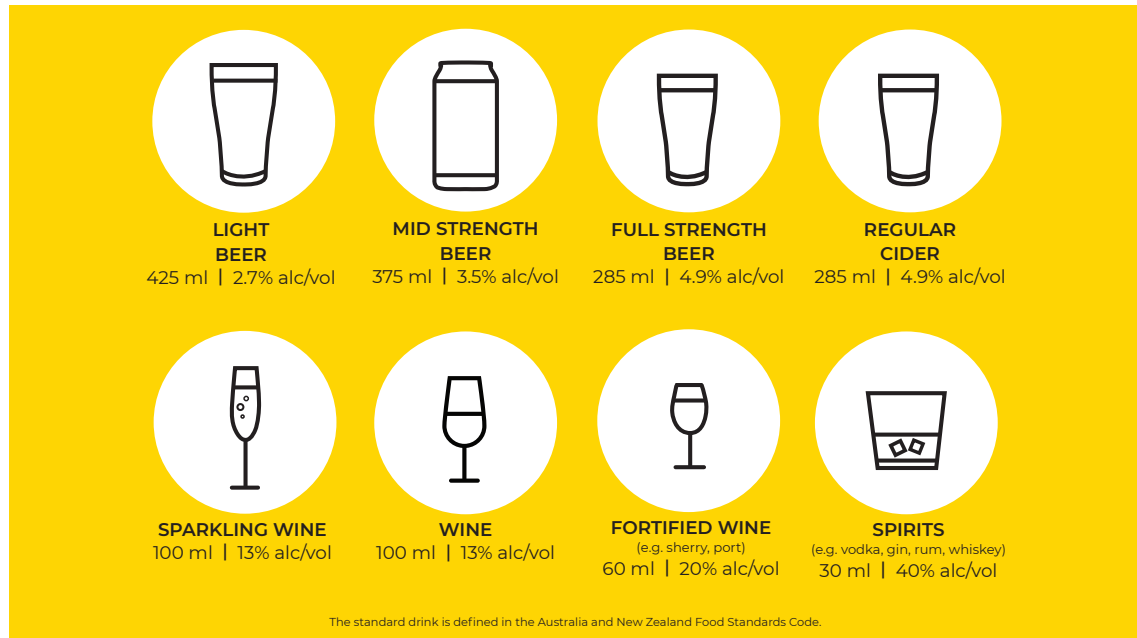 LIGHT
BEER
425 ml | 2.7% alc/vol
MID STRENGTH
BEER
375 ml | 3.5% alc/vol
FULL STRENGTH
BEER
285 ml | 4.9% alc/vol
REGULAR
CIDER
285 ml | 4.9% alc/vol
SPARKLING WINE
100 ml | 13% alc/vol
WINE
100 ml | 13% alc/vol
FORTIFIED WINE
(e.g. sherry, port)
60 ml | 20% alc/vol
SPIRITS
(e.g. vodka, gin, rum, whiskey)
30 ml | 40% alc/vol
The standard drink is defined in the Australia and New Zealand Food Standards Code.